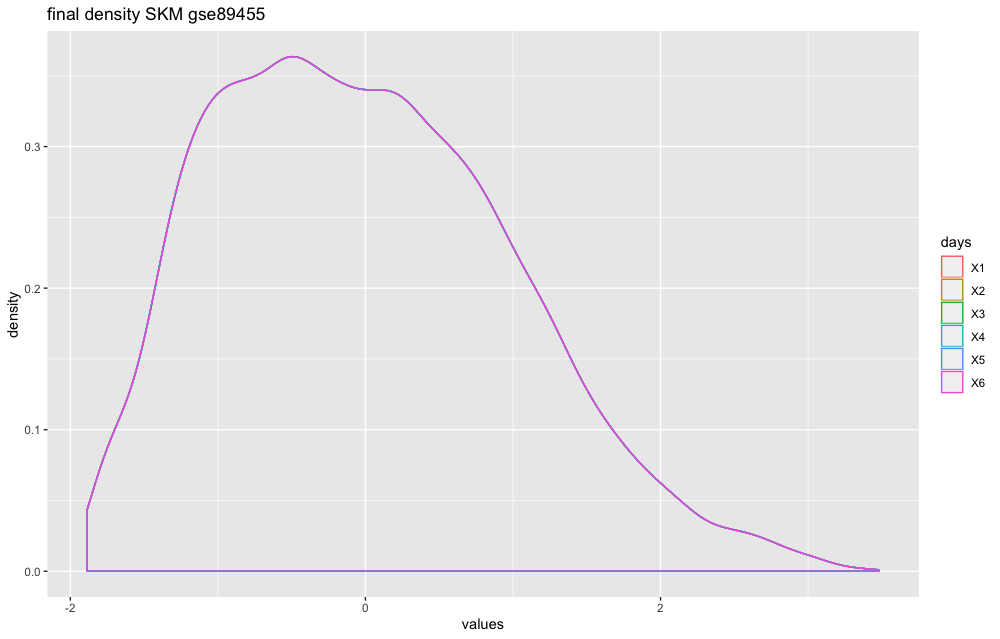 final density SKM gse89455
density
0.3
0.2
0.1
0.0
-2
0
2
values
days
X1
X2
X3
X4
X5
X6